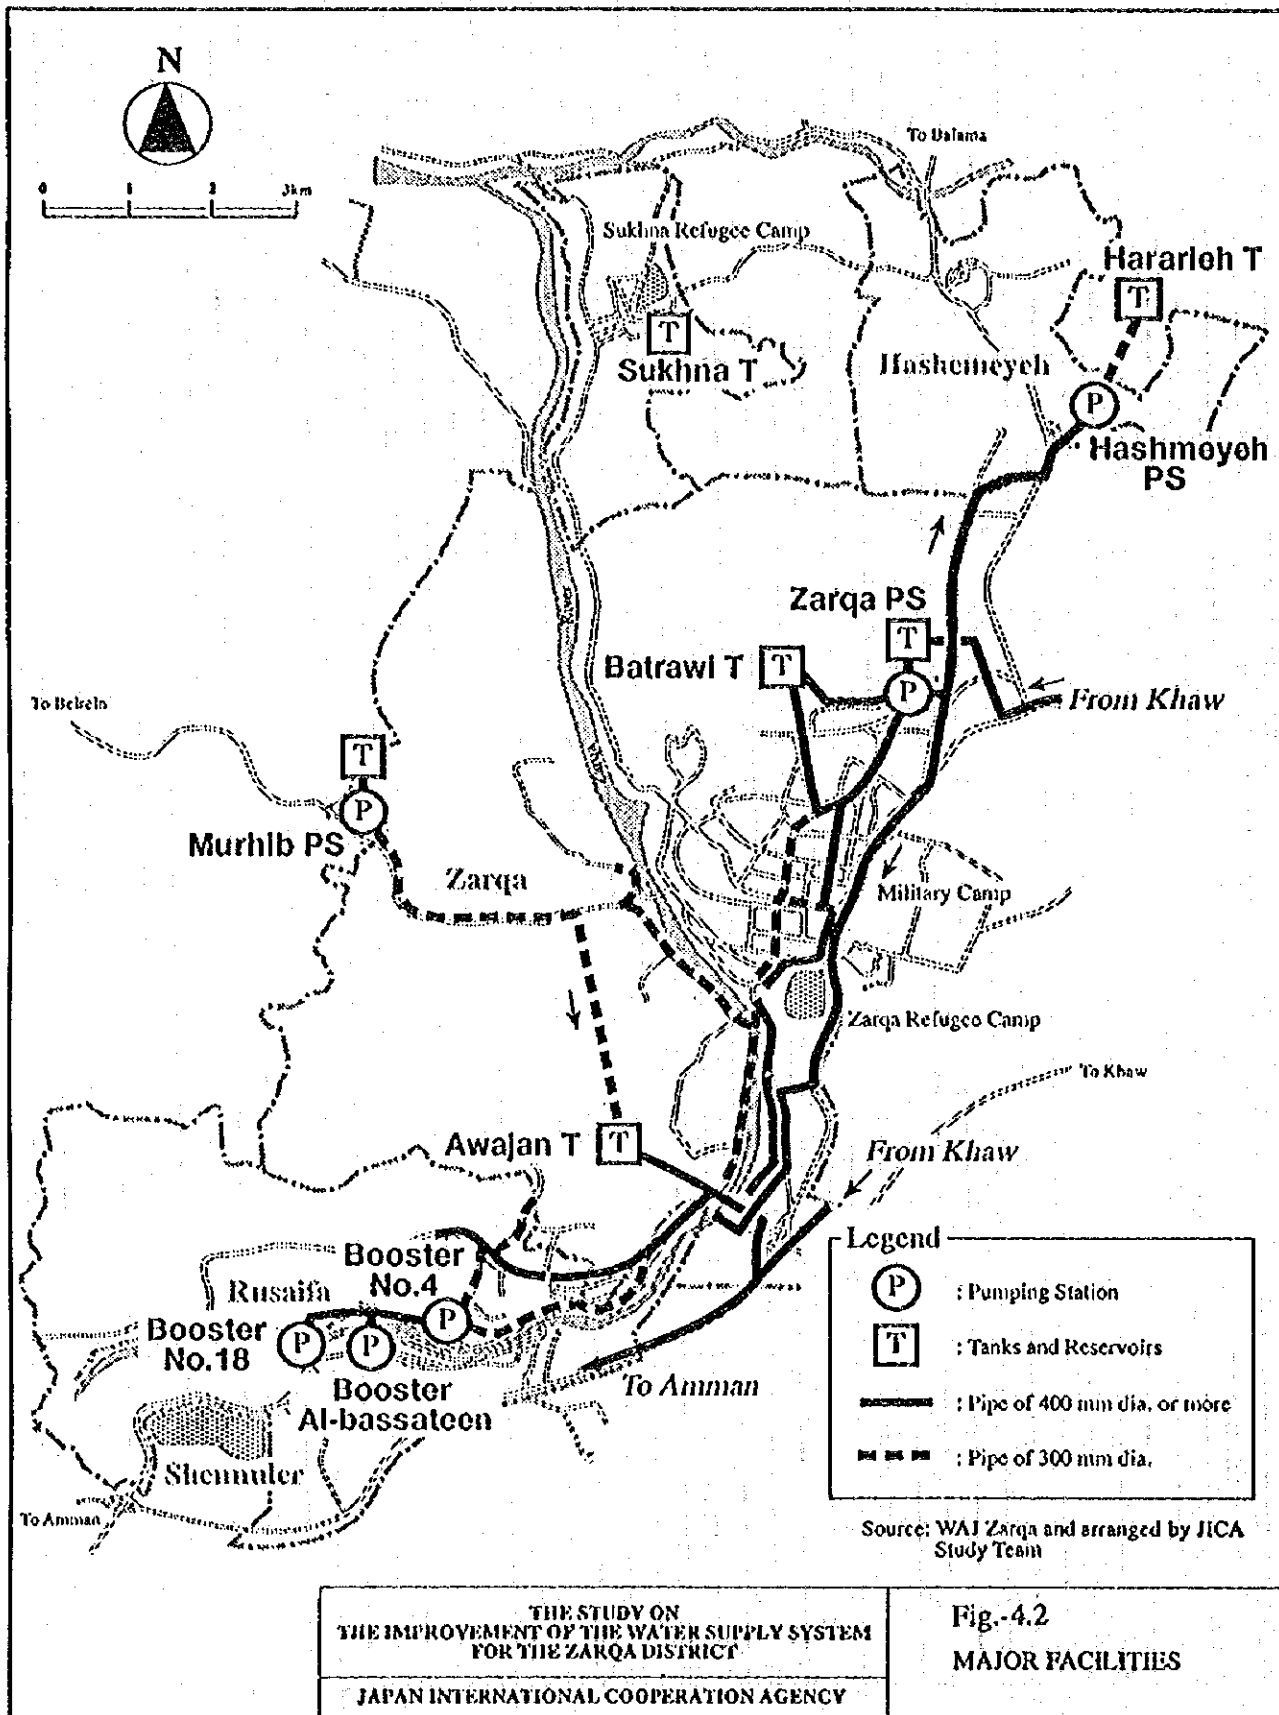 N
0 1 2 3km
To Balama
Sukhna Refugee Camp
Hararleh T
T
T
Sukhna T
Hashemeyeh
P
Hashmoyeh
PS
Zarqa PS
T
T
Batrawi T
P
From Khaw
T
P
Murhib PS
Zarqa
Military Camp
Zarqa Refugee Camp
To Khaw
Awajan T
T
From Khaw
Booster
No.4
P
Rusaifa
Booster
No.18
P
P
Booster
Al-bassateen
To Amman
To Amman
Legend
P : Pumping Station
T : Tanks and Reservoirs
: Pipe of 400 mm dia. or more
: Pipe of 300 mm dia.
Source: WAJ Zarqa and arranged by JICA
Study Team
THE STUDY ON
THE IMPROVEMENT OF THE WATER SUPPLY SYSTEM
FOR THE ZARQA DISTRICT
JAPAN INTERNATIONAL COOPERATION AGENCY
Fig.-4.2
MAJOR FACILITIES